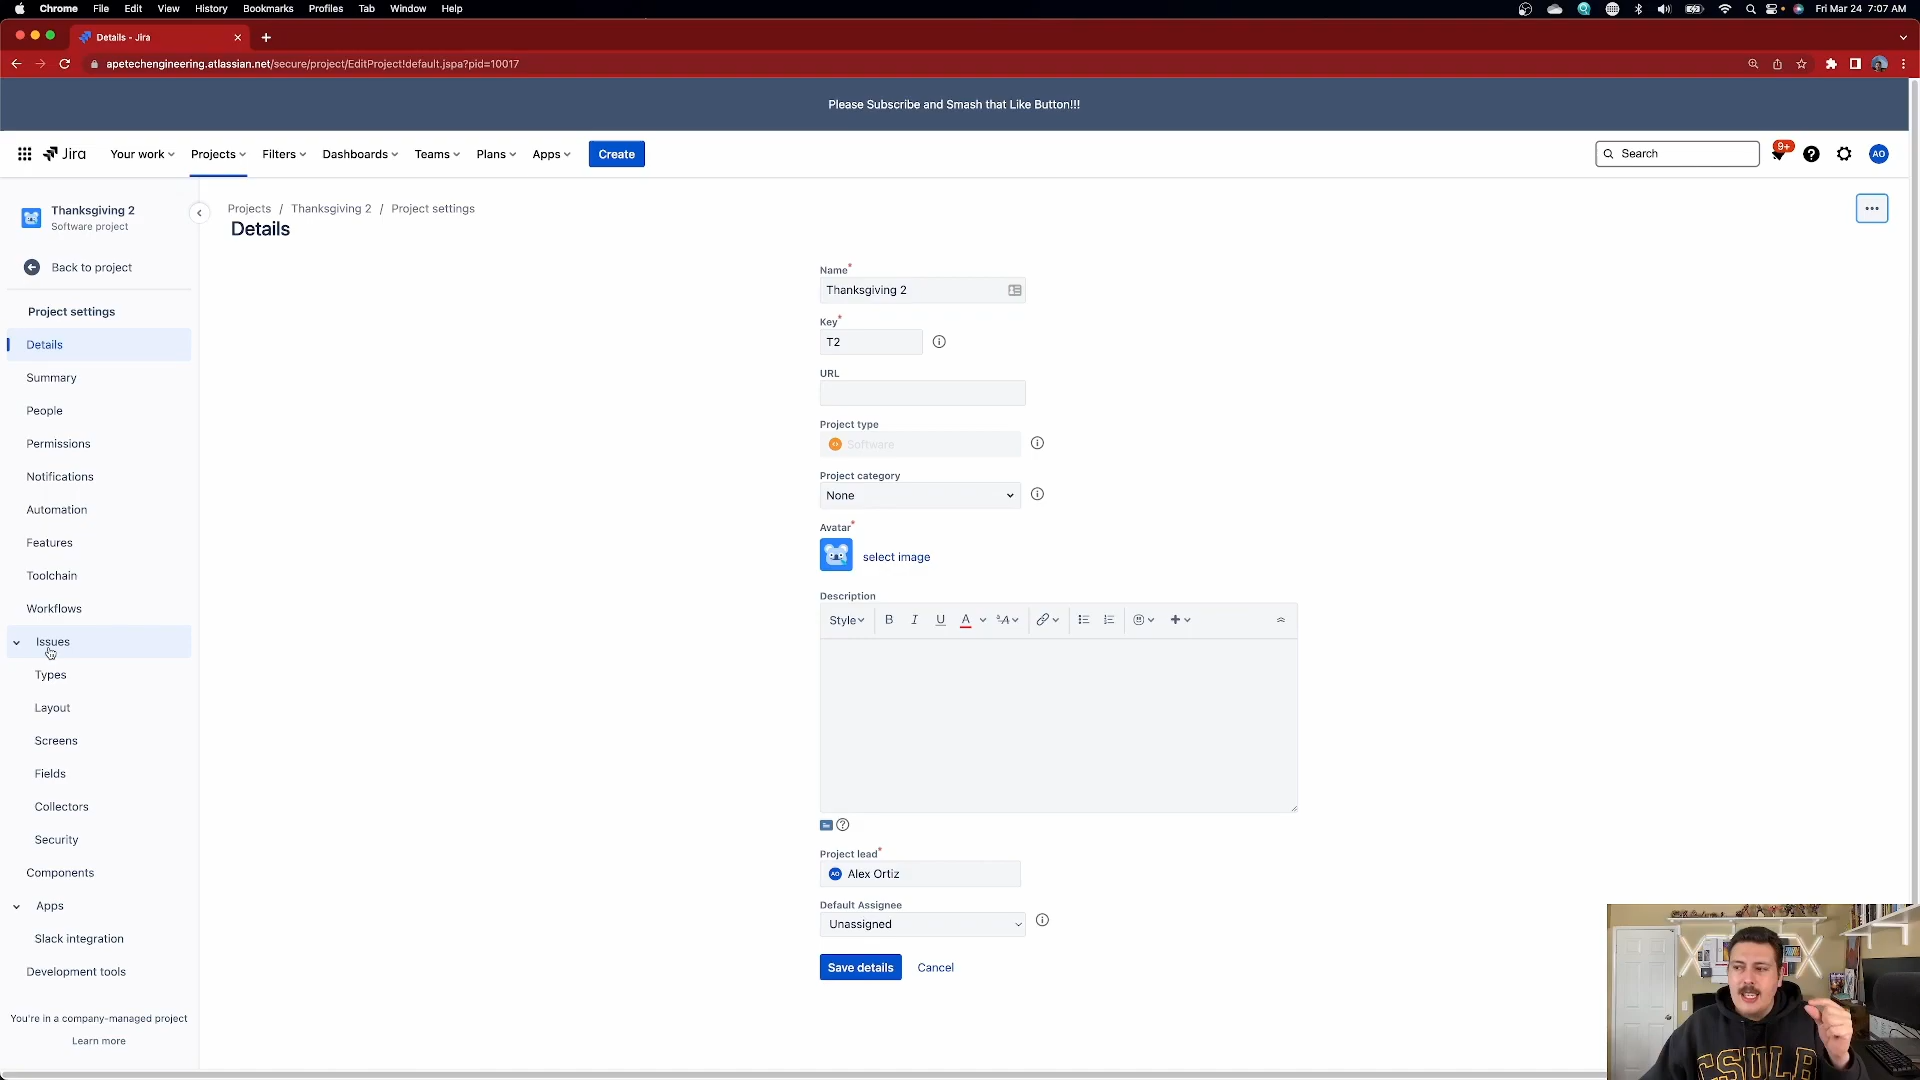 Chrome File Edit View History Bookmarks Profiles Tab Window Help Fri Mar 24 7:07 AM
Details - Jira
apetechengineering.atlassian.net/secure/project/EditProject!default.jspa?pid=10017
Please Subscribe and Smash that Like Button!!!
Jira Your work Projects Filters Dashboards Teams Plans Apps Create Search 9+ AO
Thanksgiving 2
Software project
Back to project
Project settings
Details
Summary
People
Permissions
Notifications
Automation
Features
Toolchain
Workflows
Issues
Types
Layout
Screens
Fields
Collectors
Security
Components
Apps
Slack integration
Development tools
You're in a company-managed project
Learn more
Projects / Thanksgiving 2 / Project settings
Details
Name*
Thanksgiving 2
Key*
T2
URL
Project type
Software
Project category
None
Avatar*
select image
Description
Style B I U A A
Project lead*
AO Alex Ortiz
Default Assignee
Unassigned
Save details Cancel
CSULB